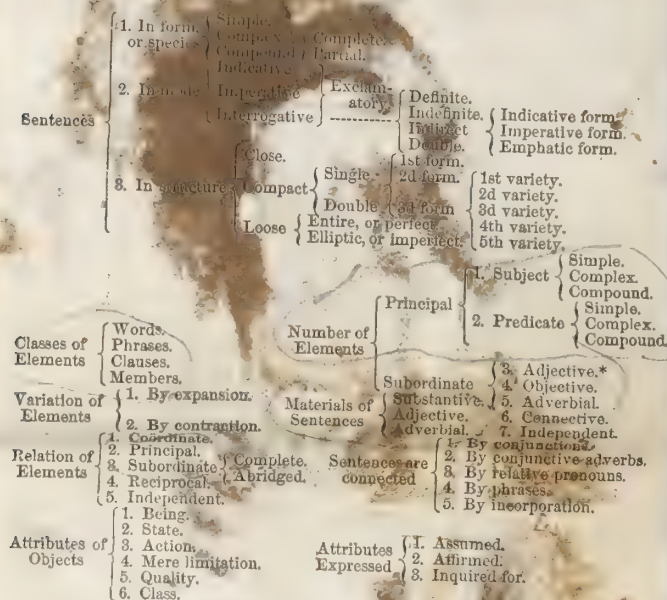 Sentences
1. In form, or species
Simple.
Complex
Compound
Complete.
Partial.
2. In mode
Indicative
Imperative
Interrogative
Exclamatory.
Definite.
Indefinite.
Indirect
Double.
Indicative form.
Imperative form.
Emphatic form.
3. In structure
Close.
Compact
Single
Double
1st form.
2d form.
3d form
1st variety.
2d variety.
3d variety.
4th variety.
5th variety.
Loose
Entire, or perfect.
Elliptic, or imperfect.
Classes of Elements
Words.
Phrases.
Clauses.
Members.
Number of Elements
Principal
1. Subject
Simple.
Complex.
Compound.
2. Predicate
Simple.
Complex.
Compound.
Subordinate
3. Adjective.*
4. Objective.
5. Adverbial.
6. Connective.
7. Independent.
Variation of Elements
1. By expansion.
2. By contraction.
Materials of Sentences
Substantive.
Adjective.
Adverbial.
Relation of Elements
1. Coordinate.
2. Principal.
3. Subordinate
4. Reciprocal.
5. Independent.
Complete.
Abridged.
Sentences are connected
1. By conjunctions.
2. By conjunctive adverbs.
3. By relative pronouns.
4. By phrases.
5. By incorporation.
Attributes of Objects
1. Being.
2. State.
3. Action.
4. Mere limitation.
5. Quality.
6. Class.
Attributes Expressed
1. Assumed.
2. Affirmed.
3. Inquired for.